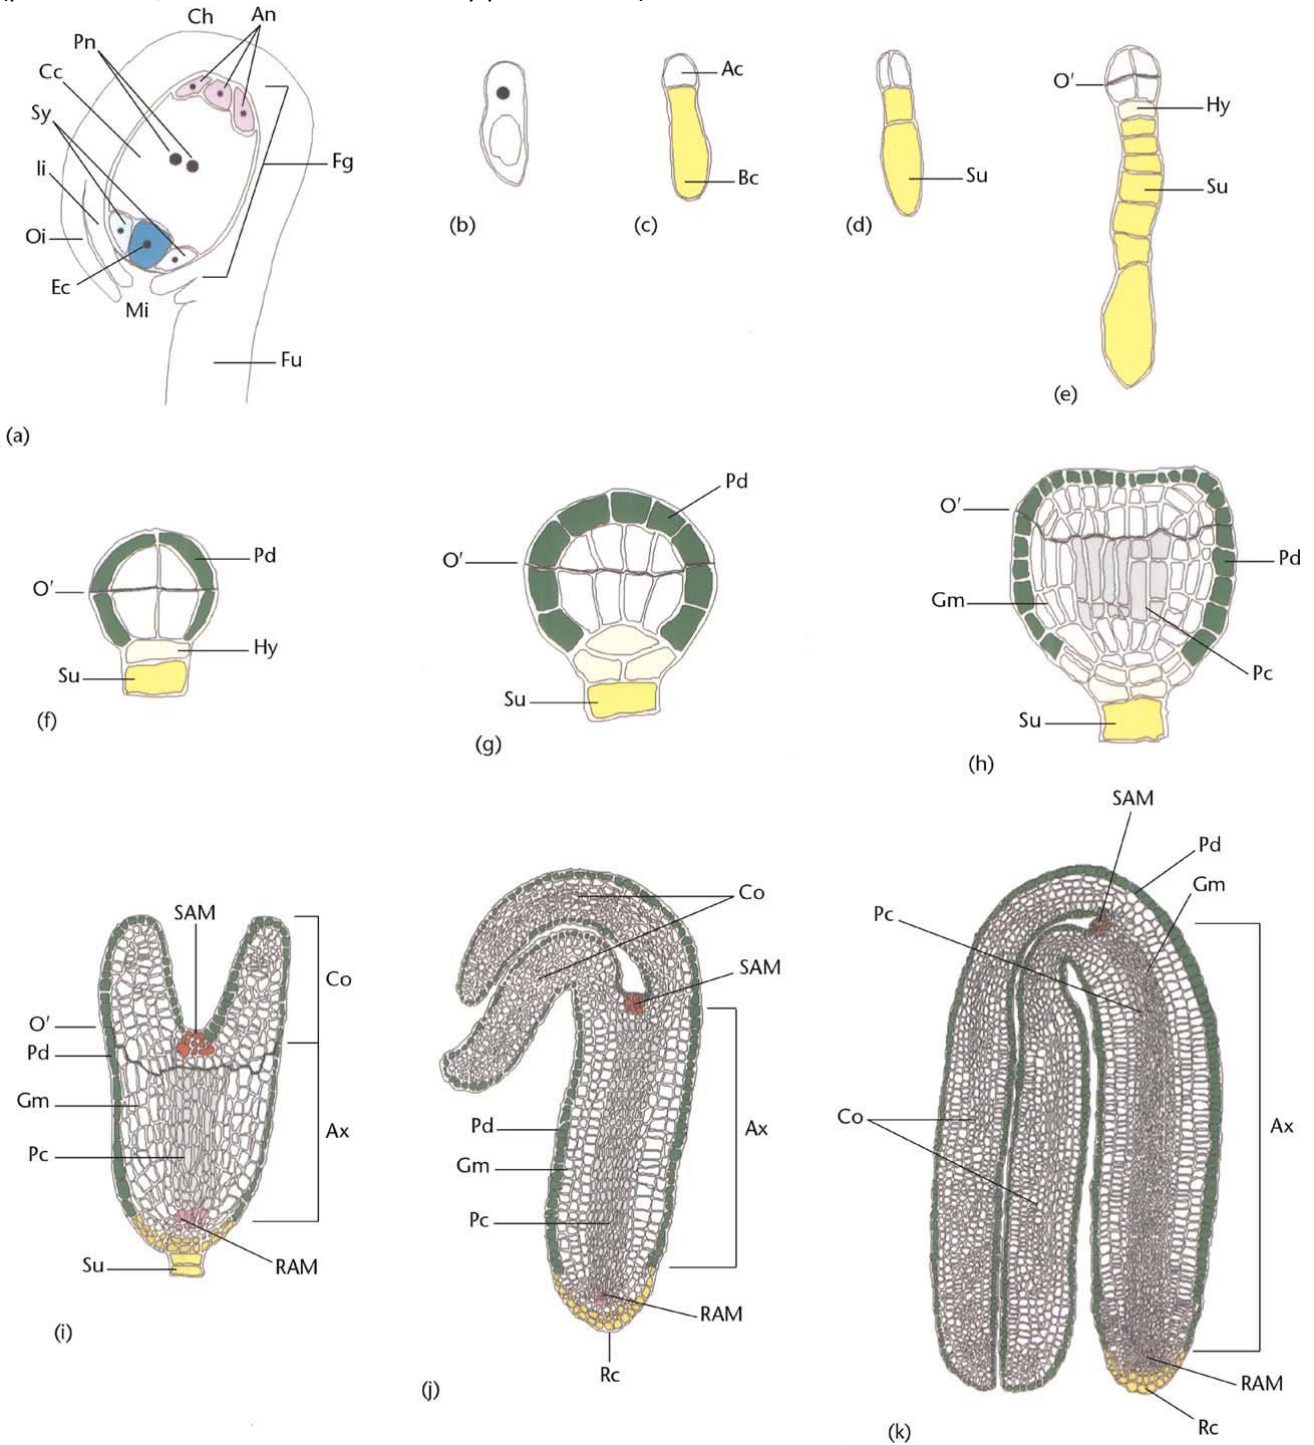 Ch
An
Pn
Cc
Sy
Ii
Oi
Ec
Mi
Fg
Fu
(a)
(b)
Ac
Bc
(c)
Su
(d)
O'
Hy
Su
(e)
Pd
O'
Hy
Su
(f)
Pd
O'
Su
(g)
O'
Pd
Gm
Pc
Su
(h)
SAM
Co
O'
Pd
Gm
Ax
Pc
Su
RAM
(i)
Co
SAM
Pd
Ax
Gm
Pc
RAM
Rc
(j)
SAM
Pd
Gm
Pc
Co
Ax
RAM
Rc
(k)